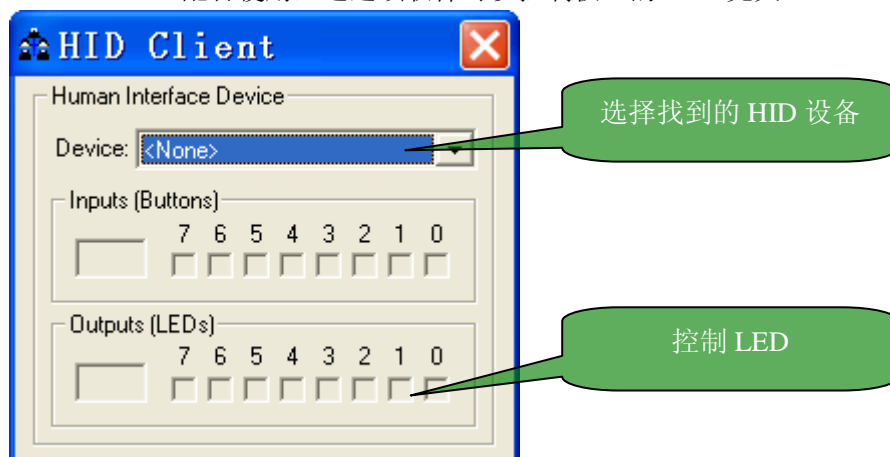 HID Client
Human Interface Device
选择找到的 HID 设备
Device: <None>
Inputs (Buttons)
7 6 5 4 3 2 1 0
Outputs (LEDs)
7 6 5 4 3 2 1 0
控制 LED